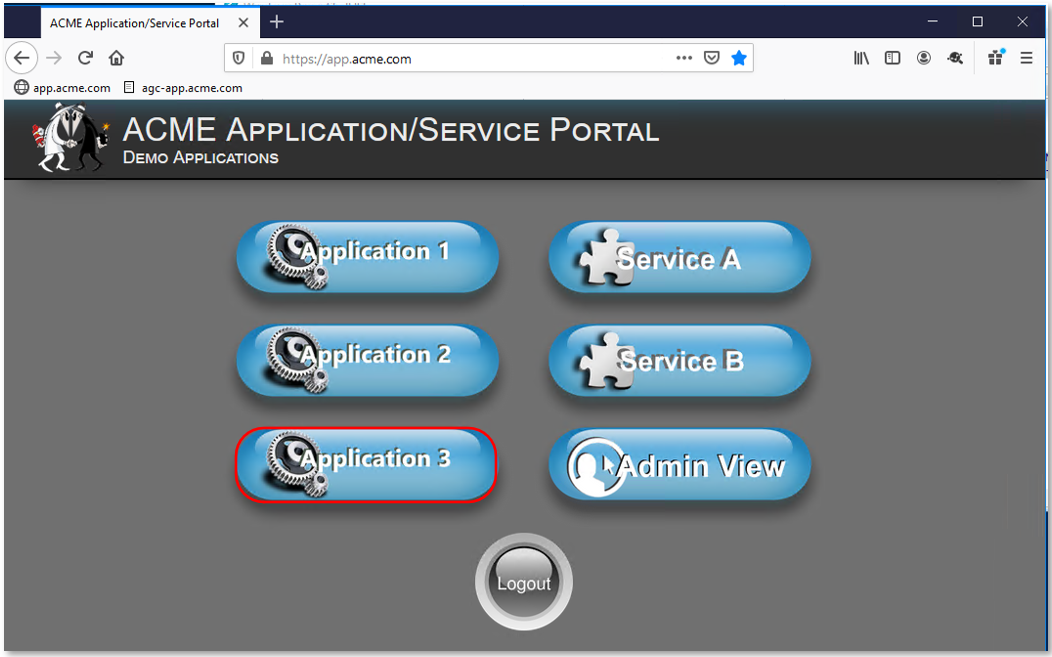 ACME Application/Service Portal
https://app.acme.com
app.acme.com
agc-app.acme.com
ACME Application/Service Portal
Demo Applications
Application 1
Service A
Application 2
Service B
Application 3
Admin View
Logout